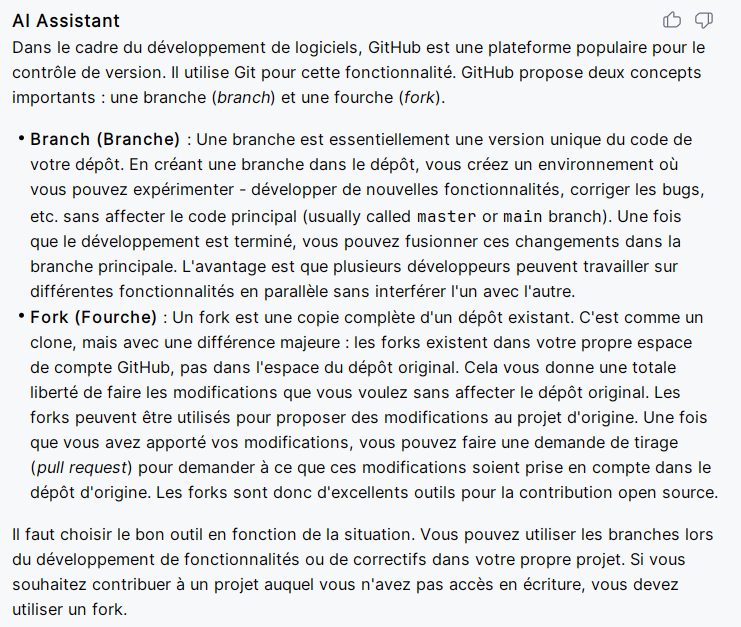 AI Assistant
Dans le cadre du développement de logiciels, GitHub est une plateforme populaire pour le
contrôle de version. Il utilise Git pour cette fonctionnalité. GitHub propose deux concepts
importants : une branche (branch) et une fourche (fork).
• Branch (Branche) : Une branche est essentiellement une version unique du code de
votre dépôt. En créant une branche dans le dépôt, vous créez un environnement où
vous pouvez expérimenter - développer de nouvelles fonctionnalités, corriger les bugs,
etc. sans affecter le code principal (usually called master or main branch). Une fois
que le développement est terminé, vous pouvez fusionner ces changements dans la
branche principale. L'avantage est que plusieurs développeurs peuvent travailler sur
différentes fonctionnalités en parallèle sans interférer l'un avec l'autre.
• Fork (Fourche) : Un fork est une copie complète d'un dépôt existant. C'est comme un
clone, mais avec une différence majeure : les forks existent dans votre propre espace
de compte GitHub, pas dans l'espace du dépôt original. Cela vous donne une totale
liberté de faire les modifications que vous voulez sans affecter le dépôt original. Les
forks peuvent être utilisés pour proposer des modifications au projet d'origine. Une fois
que vous avez apporté vos modifications, vous pouvez faire une demande de tirage
(pull request) pour demander à ce que ces modifications soient prise en compte dans le
dépôt d'origine. Les forks sont donc d'excellents outils pour la contribution open source.
Il faut choisir le bon outil en fonction de la situation. Vous pouvez utiliser les branches lors
du développement de fonctionnalités ou de correctifs dans votre propre projet. Si vous
souhaitez contribuer à un projet auquel vous n'avez pas accès en écriture, vous devez
utiliser un fork.